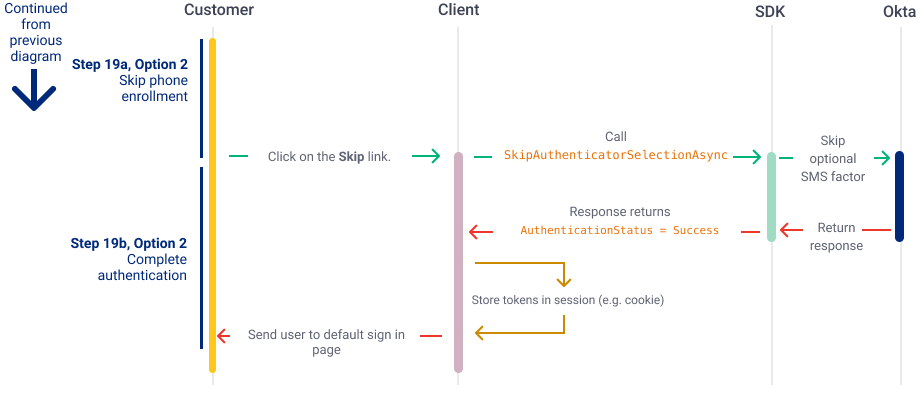 Continued
from
previous
diagram
Customer
Client
SDK
Okta
Step 19a, Option 2
Skip phone
enrollment
Click on the Skip link.
Call
SkipAuthenticatorSelectionAsync
Skip
optional
SMS factor
Response returns
AuthenticationStatus = Success
Return
response
Step 19b, Option 2
Complete
authentication
Store tokens in session (e.g. cookie)
Send user to default sign in
page